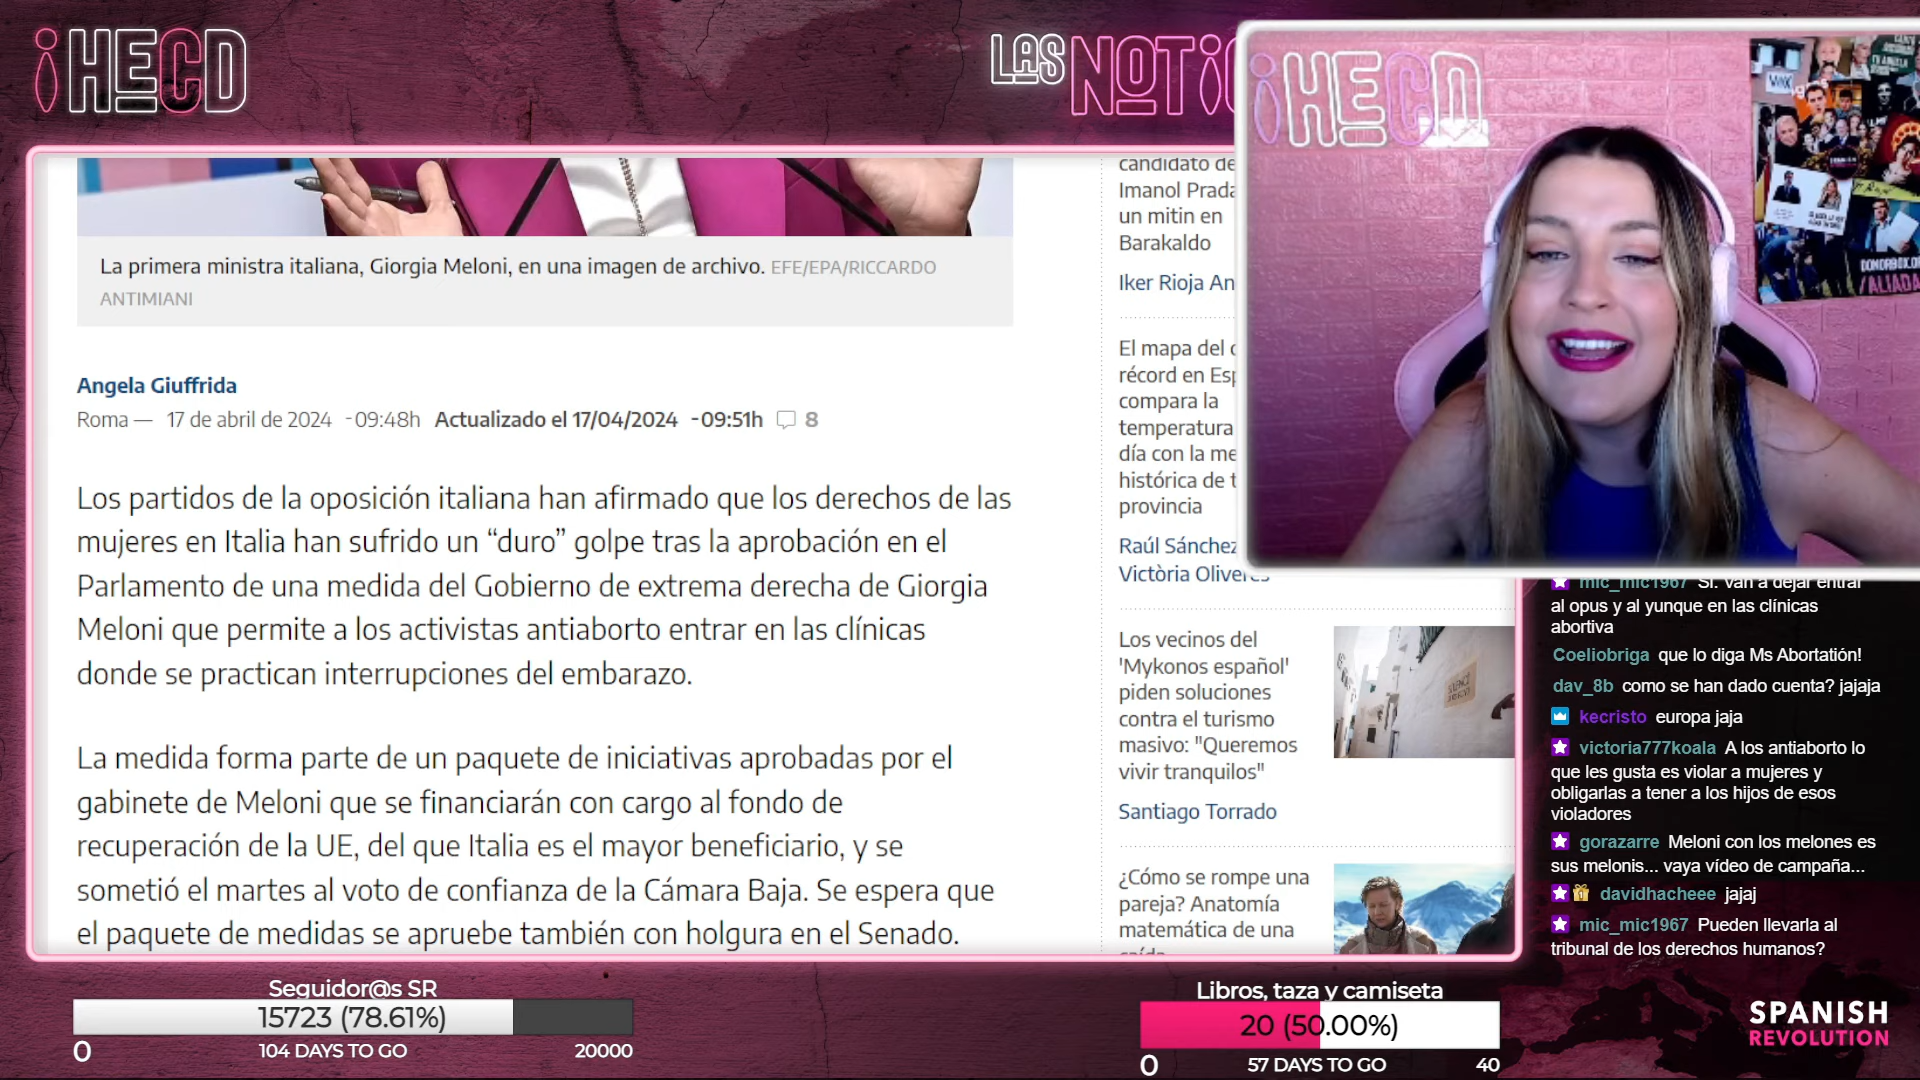 ¡HECD
LAS NOTIC
¡HECD
La primera ministra italiana, Giorgia Meloni, en una imagen de archivo. EFE/EPA/RICCARDO
ANTIMIANI
Angela Giuffrida
Roma — 17 de abril de 2024 -09:48h Actualizado el 17/04/2024 -09:51h 8
Los partidos de la oposición italiana han afirmado que los derechos de las
mujeres en Italia han sufrido un “duro” golpe tras la aprobación en el
Parlamento de una medida del Gobierno de extrema derecha de Giorgia
Meloni que permite a los activistas antiaborto entrar en las clínicas
donde se practican interrupciones del embarazo.
La medida forma parte de un paquete de iniciativas aprobadas por el
gabinete de Meloni que se financiarán con cargo al fondo de
recuperación de la UE, del que Italia es el mayor beneficiario, y se
sometió el martes al voto de confianza de la Cámara Baja. Se espera que
el paquete de medidas se apruebe también con holgura en el Senado.
candidato de
Imanol Prada
un mitin en
Barakaldo
Iker Rioja An
El mapa del c
récord en Esp
compara la
temperatura
día con la me
histórica de t
provincia
Raúl Sánchez
Victòria Oliveres
Los vecinos del
'Mykonos español'
piden soluciones
contra el turismo
masivo: "Queremos
vivir tranquilos"
Santiago Torrado
¿Cómo se rompe una
pareja? Anatomía
matemática de una
caída
DONORBOX.O
/ALIADA
mic_mic1967 Sí. Van a dejar entrar
al opus y al yunque en las clínicas
abortiva
Coeliobriga que lo diga Ms Abortatión!
dav_8b como se han dado cuenta? jajaja
kecristo europa jaja
victoria777koala A los antiaborto lo
que les gusta es violar a mujeres y
obligarlas a tener a los hijos de esos
violadores
gorazarre Meloni con los melones es
sus melonis... vaya vídeo de campaña...
davidhacheee jajaj
mic_mic1967 Pueden llevarla al
tribunal de los derechos humanos?
Seguidor@s SR
15723 (78.61%)
0 104 DAYS TO GO 20000
Libros, taza y camiseta
20 (50.00%)
0 57 DAYS TO GO 40
SPANISH
REVOLUTION